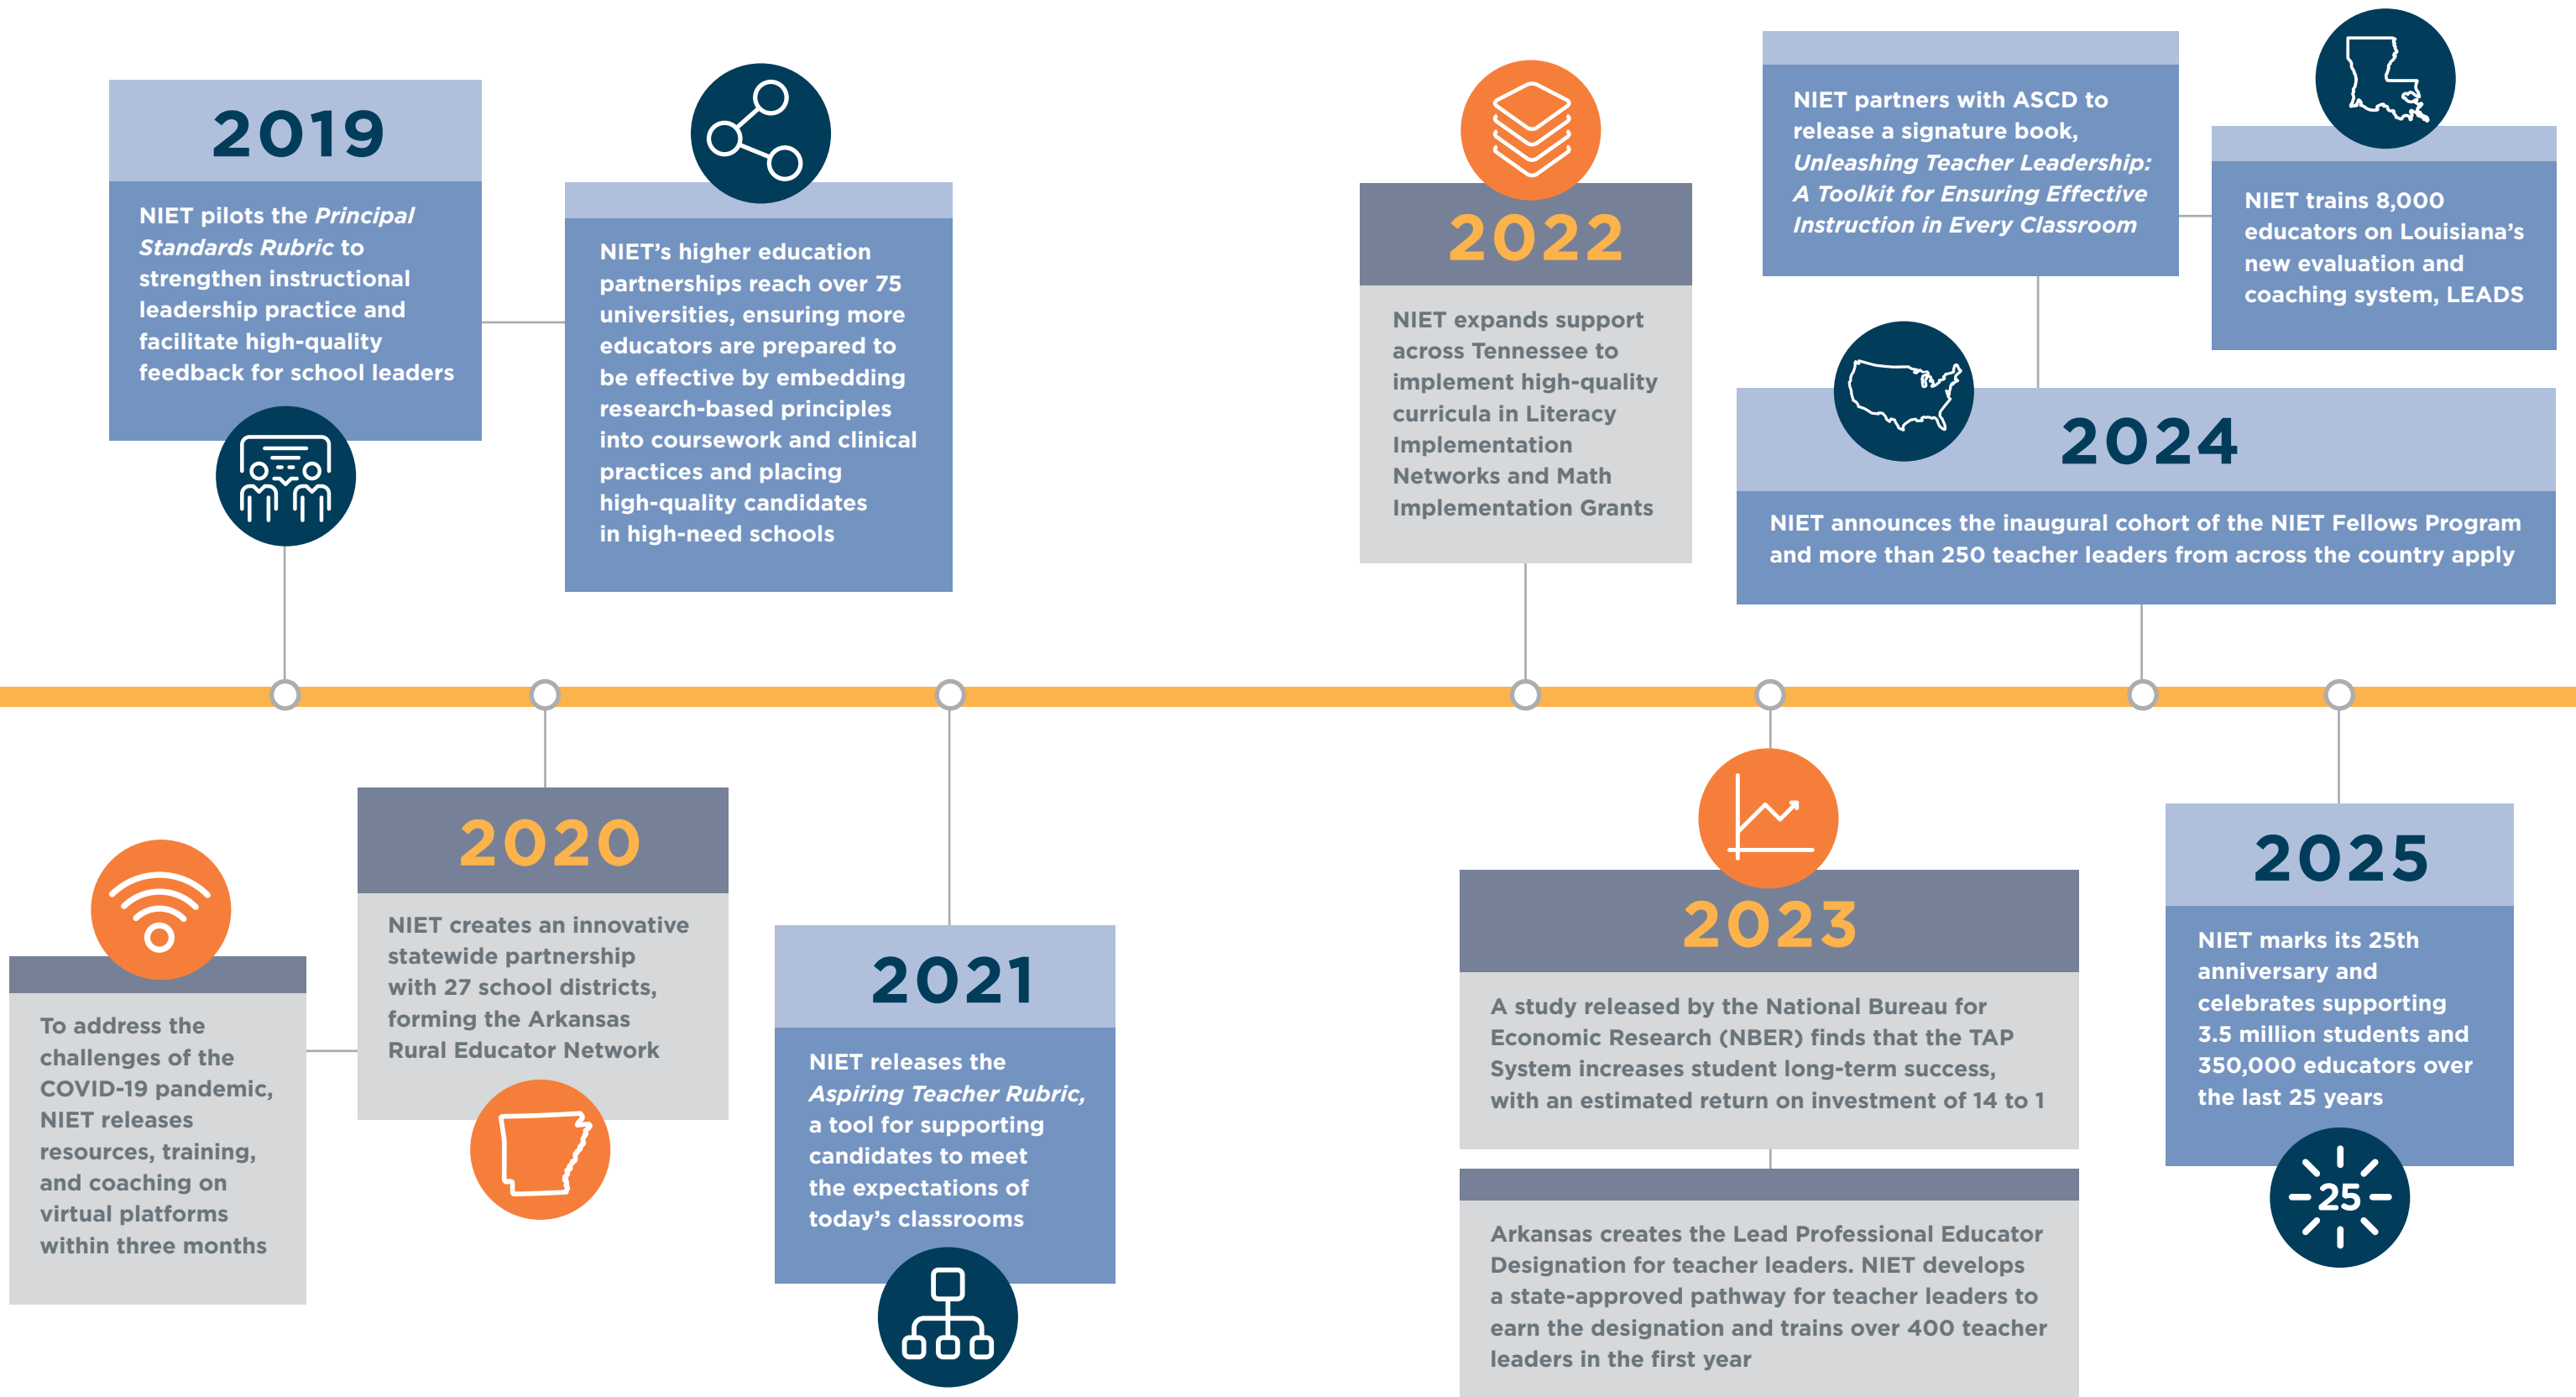 2019
NIET pilots the Principal
Standards Rubric to
strengthen instructional
leadership practice and
facilitate high-quality
feedback for school leaders
NIET’s higher education
partnerships reach over 75
universities, ensuring more
educators are prepared to
be effective by embedding
research-based principles
into coursework and clinical
practices and placing
high-quality candidates
in high-need schools
2020
NIET creates an innovative
statewide partnership
with 27 school districts,
forming the Arkansas
Rural Educator Network
To address the
challenges of the
COVID-19 pandemic,
NIET releases
resources, training,
and coaching on
virtual platforms
within three months
2021
NIET releases the
Aspiring Teacher Rubric,
a tool for supporting
candidates to meet
the expectations of
today’s classrooms
2022
NIET expands support
across Tennessee to
implement high-quality
curricula in Literacy
Implementation
Networks and Math
Implementation Grants
2023
A study released by the National Bureau for
Economic Research (NBER) finds that the TAP
System increases student long-term success,
with an estimated return on investment of 14 to 1
Arkansas creates the Lead Professional Educator
Designation for teacher leaders. NIET develops
a state-approved pathway for teacher leaders to
earn the designation and trains over 400 teacher
leaders in the first year
2024
NIET announces the inaugural cohort of the NIET Fellows Program
and more than 250 teacher leaders from across the country apply
NIET partners with ASCD to
release a signature book,
Unleashing Teacher Leadership:
A Toolkit for Ensuring Effective
Instruction in Every Classroom
NIET trains 8,000
educators on Louisiana’s
new evaluation and
coaching system, LEADS
2025
NIET marks its 25th
anniversary and
celebrates supporting
3.5 million students and
350,000 educators over
the last 25 years
25